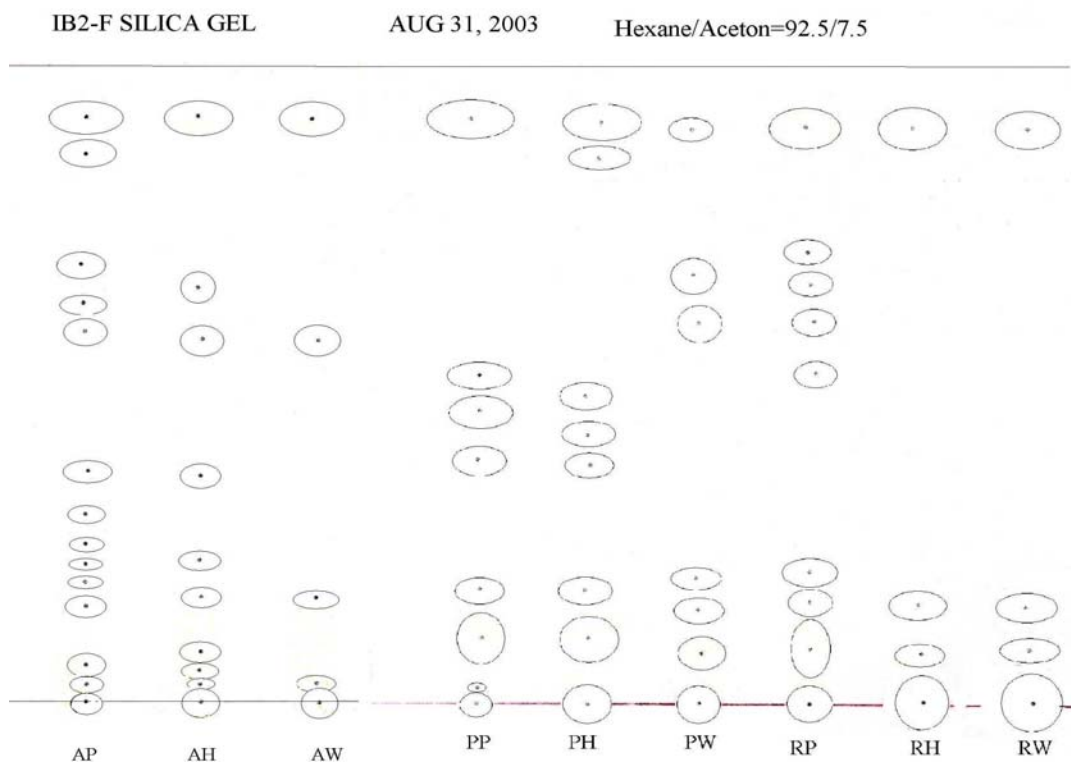 IB2-F SILICA GEL AUG 31, 2003 Hexane/Aceton=92.5/7.5
AP AH AW PP PH PW RP RH RW